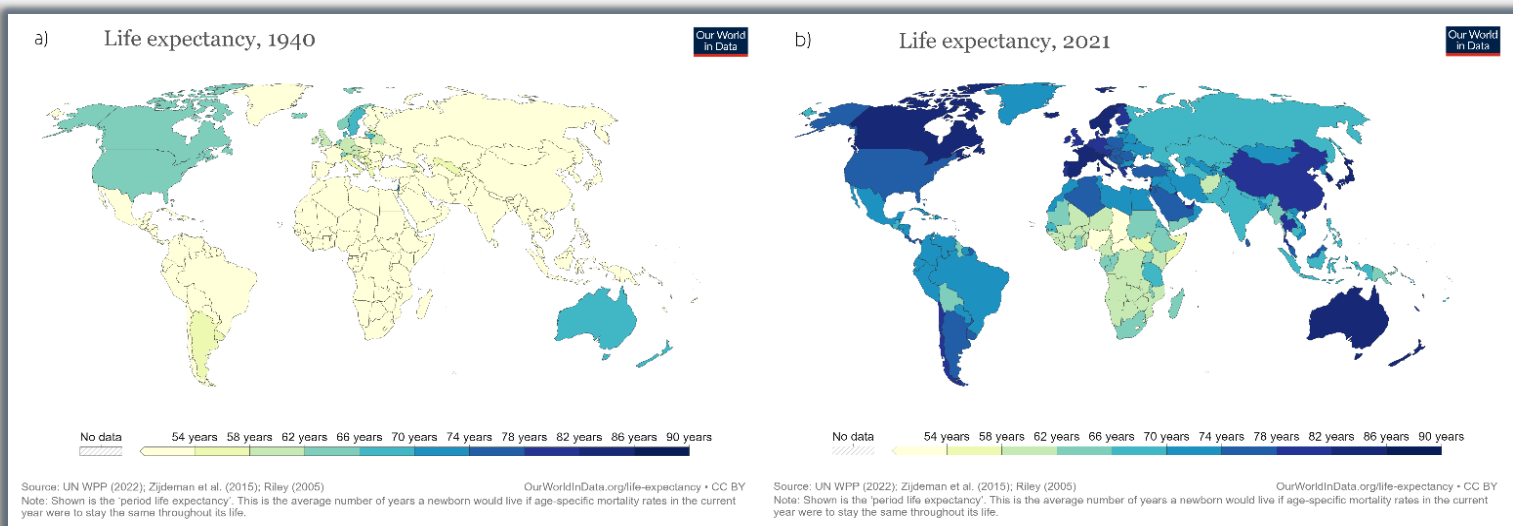 a) Life expectancy, 1940
Our World
in Data
No data
54 years 58 years 62 years 66 years 70 years 74 years 78 years 82 years 86 years 90 years
Source: UN WPP (2022); Zijdeman et al. (2015); Riley (2005) OurWorldInData.org/life-expectancy • CC BY
Note: Shown is the 'period life expectancy'. This is the average number of years a newborn would live if age-specific mortality rates in the current
year were to stay the same throughout its life.
b) Life expectancy, 2021
Our World
in Data
No data
54 years 58 years 62 years 66 years 70 years 74 years 78 years 82 years 86 years 90 years
Source: UN WPP (2022); Zijdeman et al. (2015); Riley (2005) OurWorldInData.org/life-expectancy • CC BY
Note: Shown is the 'period life expectancy'. This is the average number of years a newborn would live if age-specific mortality rates in the current
year were to stay the same throughout its life.